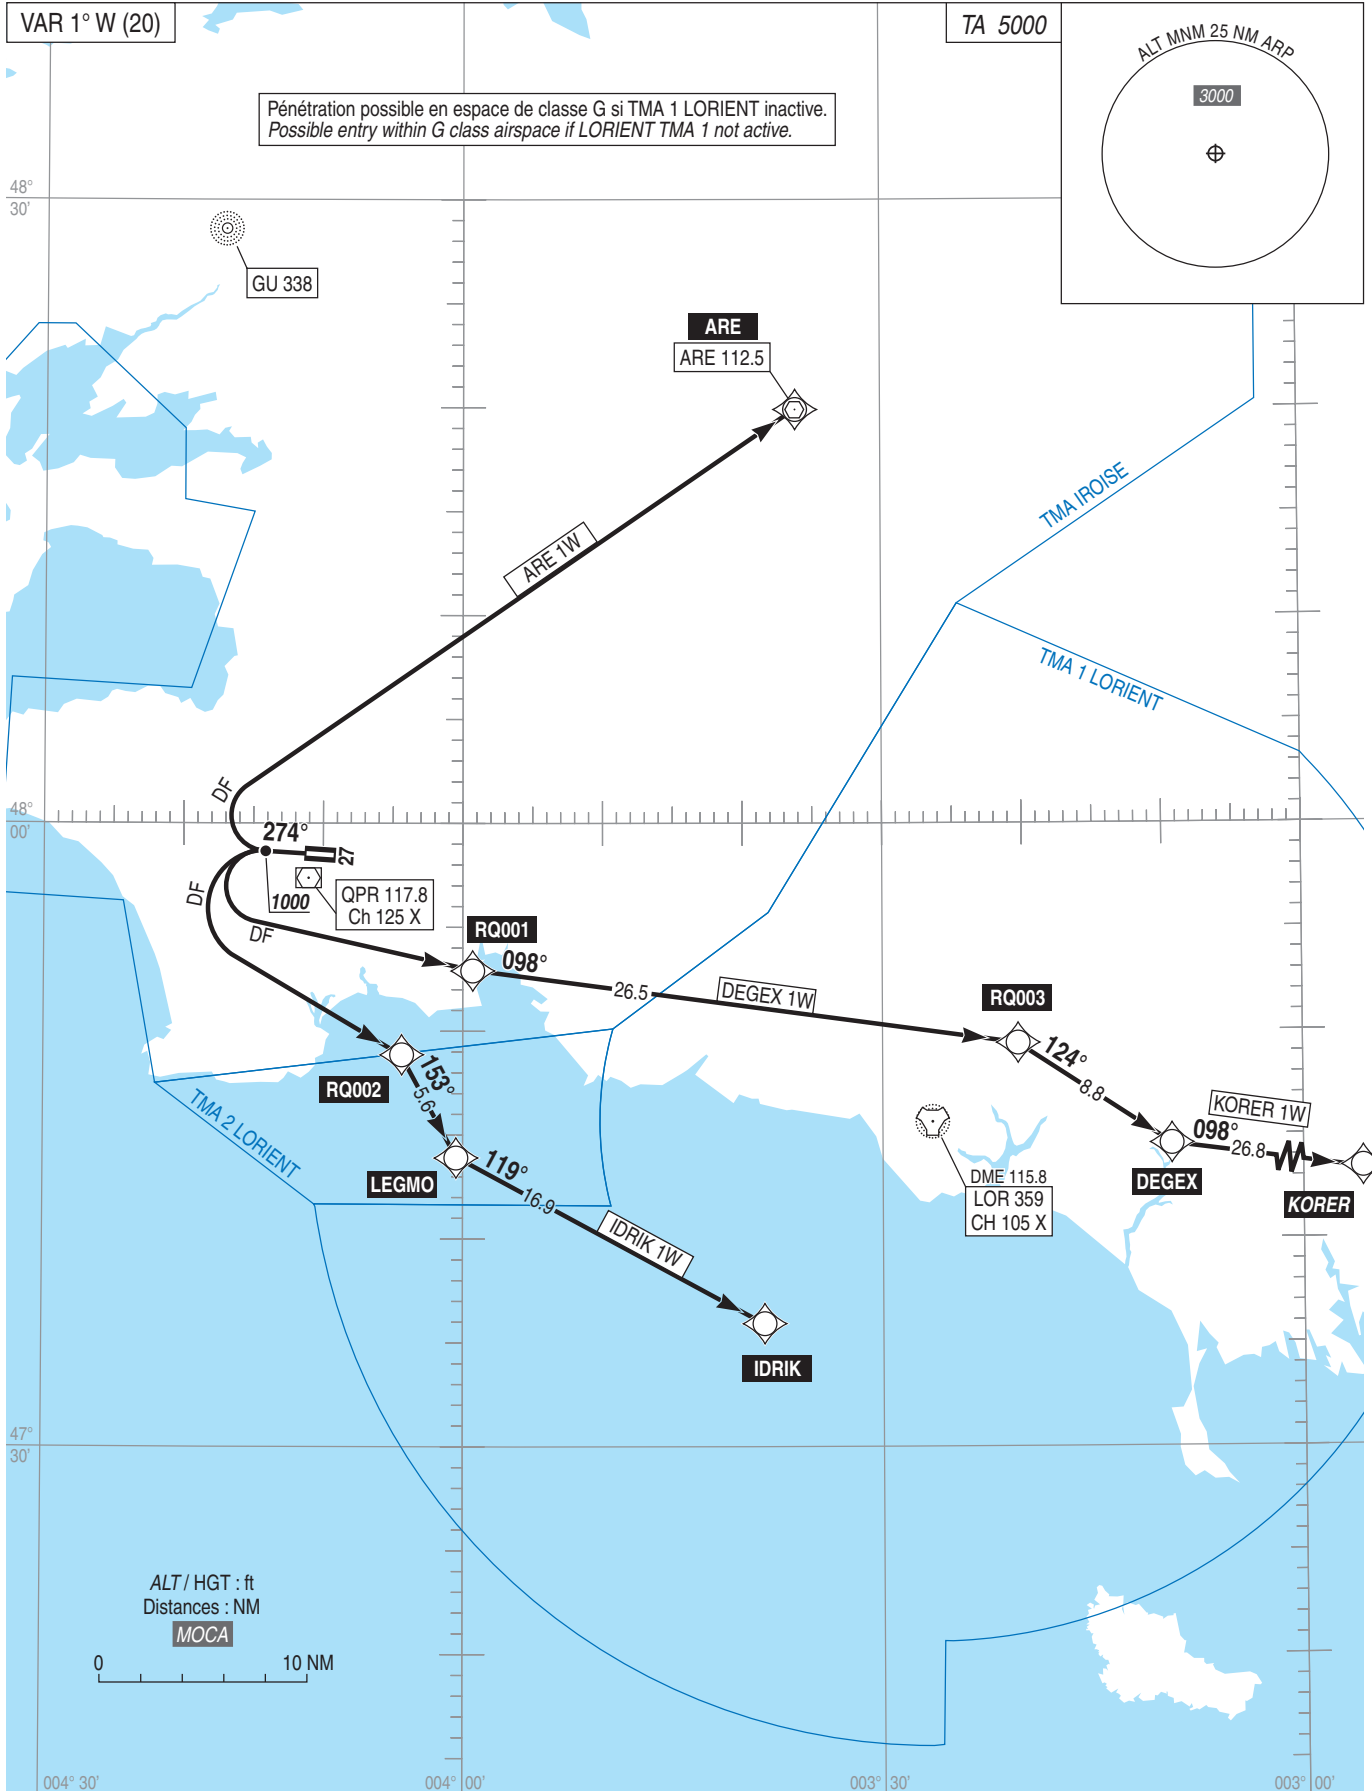 VAR 1° W (20)
TA 5000
ALT MNM 25 NM ARP
3000
Pénétration possible en espace de classe G si TMA 1 LORIENT inactive.
Possible entry within G class airspace if LORIENT TMA 1 not active.
48°
30'
GU 338
ARE
ARE 112.5
TMA IROISE
ARE 1W
TMA 1 LORIENT
DF
48°
00'
274°
27
DF
1000
QPR 117.8
Ch 125 X
DF
RQ001
098°
26.5
DEGEX 1W
RQ003
124°
8.8
RQ002
153°
5.6
TMA 2 LORIENT
KORER 1W
098°
26.8
LEGMO
119°
16.9
DME 115.8
LOR 359
CH 105 X
DEGEX
KORER
IDRIK 1W
IDRIK
47°
30'
ALT / HGT : ft
Distances : NM
MOCA
0
10 NM
004° 30'
004° 00'
003° 30'
003° 00'